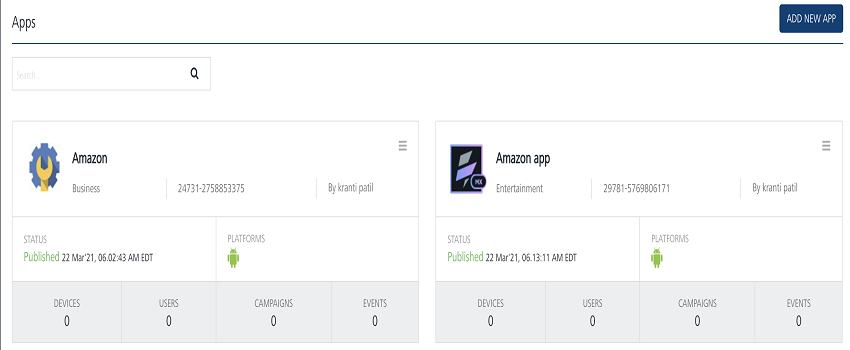 Apps
ADD NEW APP
Search...
Amazon
Business 24731-2758853375 By kranti patil
STATUS PLATFORMS
Published 22 Mar'21, 06.02:43 AM EDT
DEVICES USERS CAMPAIGNS EVENTS
0 0 0 0
Amazon app
MX
Entertainment 29781-5769806171 By kranti patil
STATUS PLATFORMS
Published 22 Mar'21, 06.13:11 AM EDT
DEVICES USERS CAMPAIGNS EVENTS
0 0 0 0